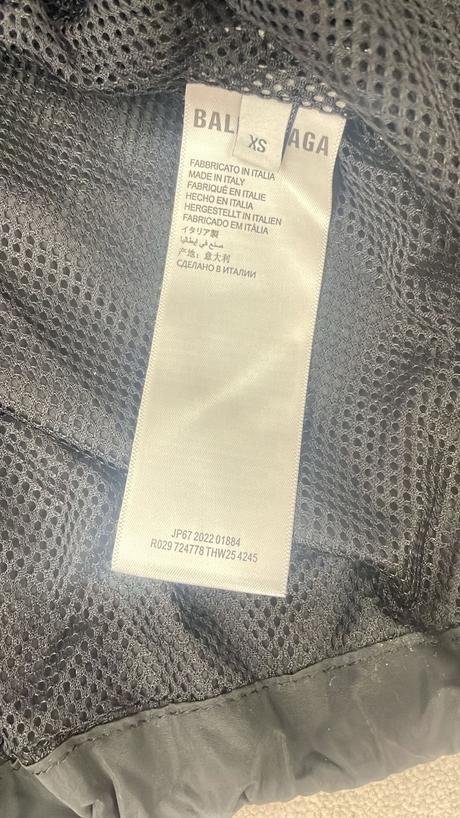 BAL AGA
XS
FABBRICATO IN ITALIA
MADE IN ITALY
FABRIQUÉ EN ITALIE
HECHO EN ITALIA
HERGESTELLT IN ITALIEN
FABRICADO EM ITÁLIA
イタリア製
صنع في إيطاليا
产地：意大利
СДЕЛАНО В ИТАЛИИ
JP67 2022 01884
R029 724778 THW25 4245